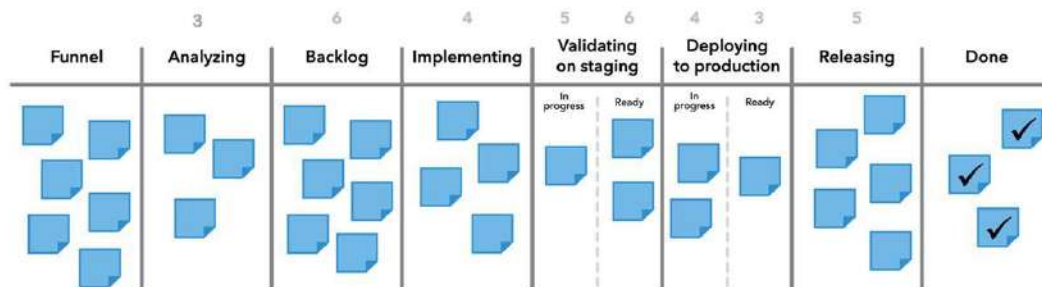 3 6 4 5 6 4 3 5
Funnel Analyzing Backlog Implementing Validating on staging Deploying to production Releasing Done
In progress Ready In progress Ready